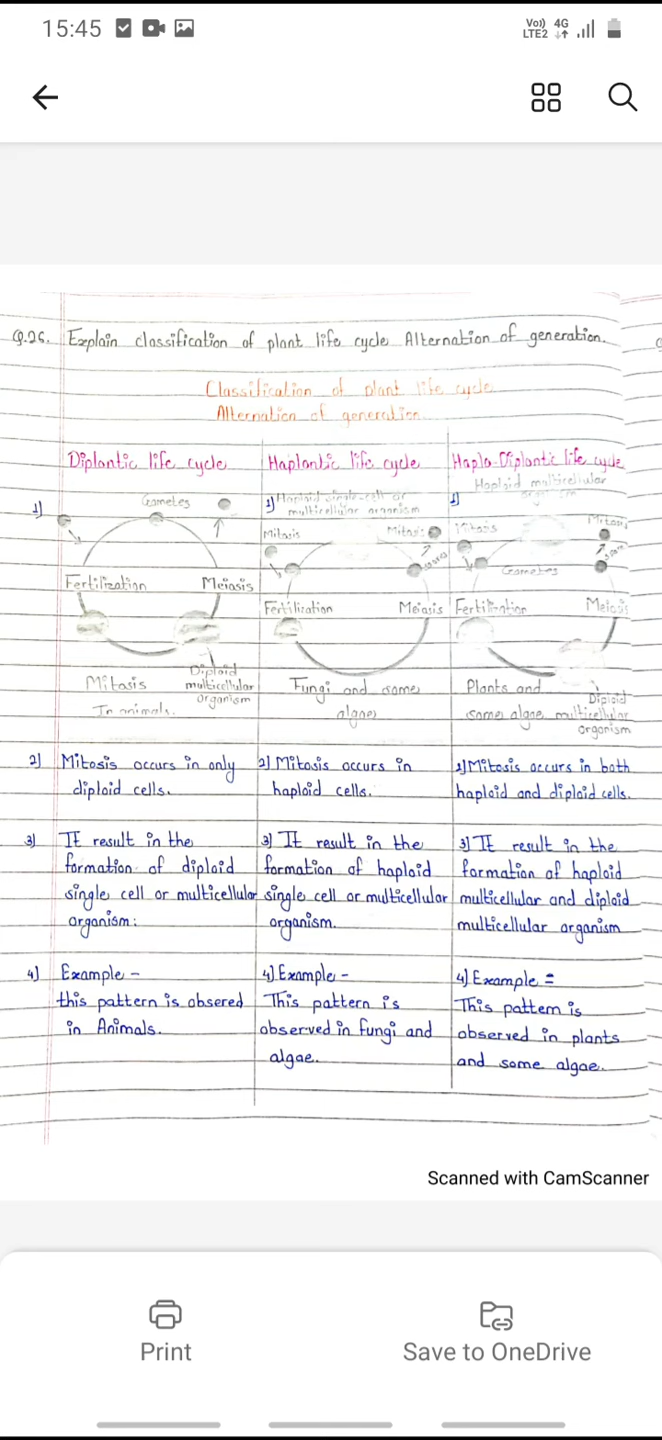 15:45
Vo))
LTE2
4G
Q.26. Explain classification of plant life cycle Alternation of generation.
Classification of plant life cycle
Alternation of generation
Diplontic life cycle
1)
Gametes
Fertilization
Meiosis
Mitosis
Diploid
multicellular
organism
In animals.
2) Mitosis occurs in only
diploid cells.
3) It result in the
formation of diploid
single cell or multicellular
organism:
4) Example -
this pattern is obsered
in Animals.
Haplontic life cycle
1) Haploid single-cell or
multicellular organism
Mitosis
Mitosis
Fertilization
Meiosis
Fungi and some
algae
2) Mitosis occurs in
haploid cells.
3) It result in the
formation of haploid
single cell or multicellular
organism.
4) Example -
This pattern is
observed in fungi and
algae.
Haplo-Diplontic life cycle
1)
Haploid multicellular
organism
Mitosis
Mitosis
Gametes
Fertilization
Meiosis
Plants and
some algae
Diploid
multicellular
organism
Mitosis occurs in both
haploid and diploid cells.
3) It result in the
formation of haploid
multicellular and diploid
multicellular organism
4) Example =
This pattern is
observed in plants
and some algae.
Scanned with CamScanner
Print
Save to OneDrive